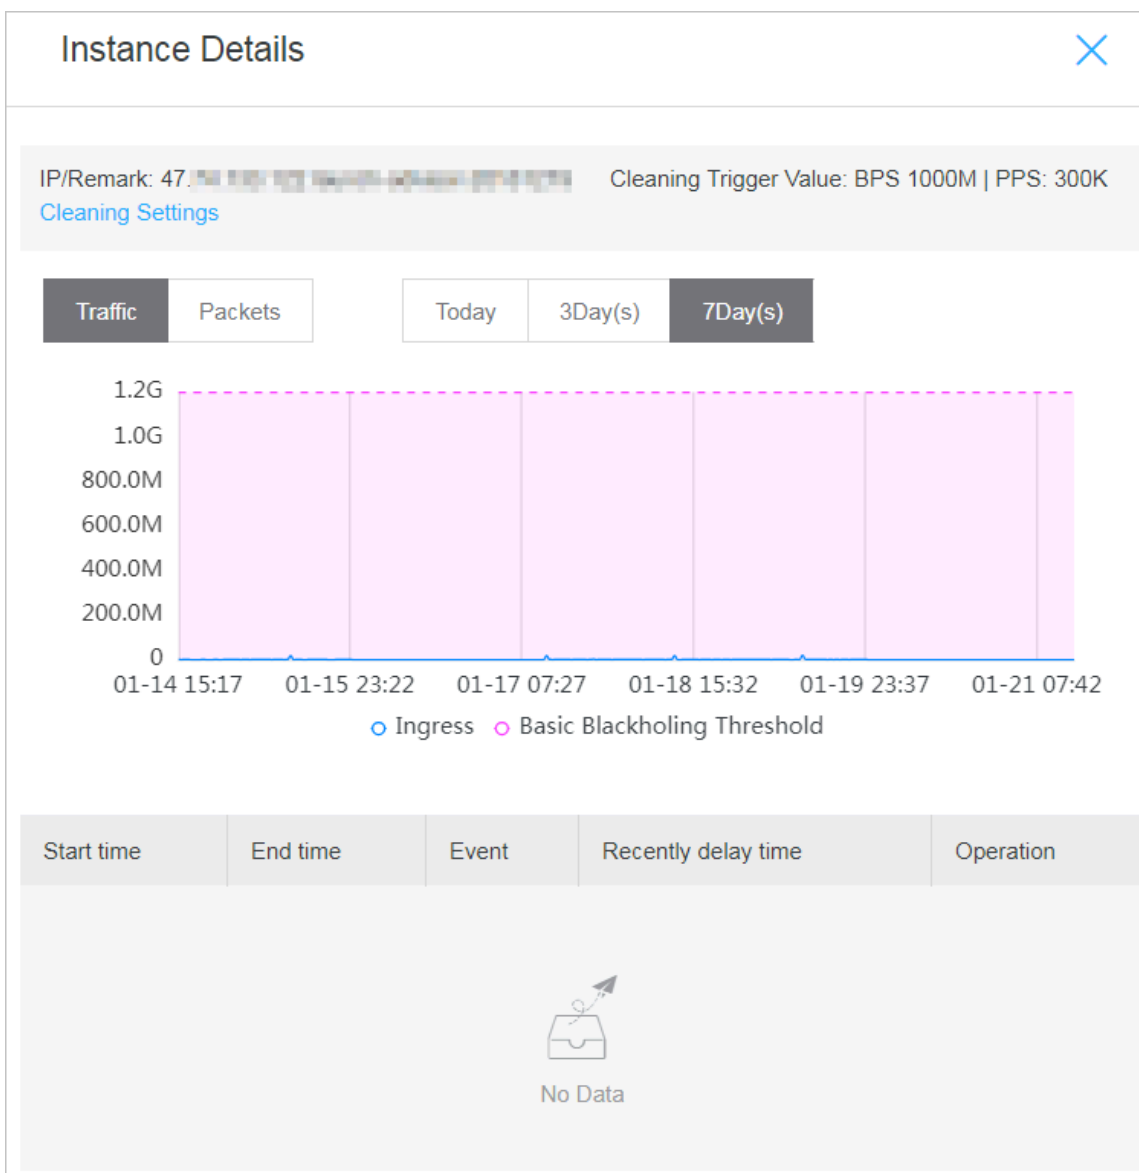 Instance Details
IP/Remark: 47. Cleaning Trigger Value: BPS 1000M | PPS: 300K
Cleaning Settings
Traffic Packets Today 3Day(s) 7Day(s)
1.2G
1.0G
800.0M
600.0M
400.0M
200.0M
0
01-14 15:17 01-15 23:22 01-17 07:27 01-18 15:32 01-19 23:37 01-21 07:42
Ingress Basic Blackholing Threshold
Start time End time Event Recently delay time Operation
No Data